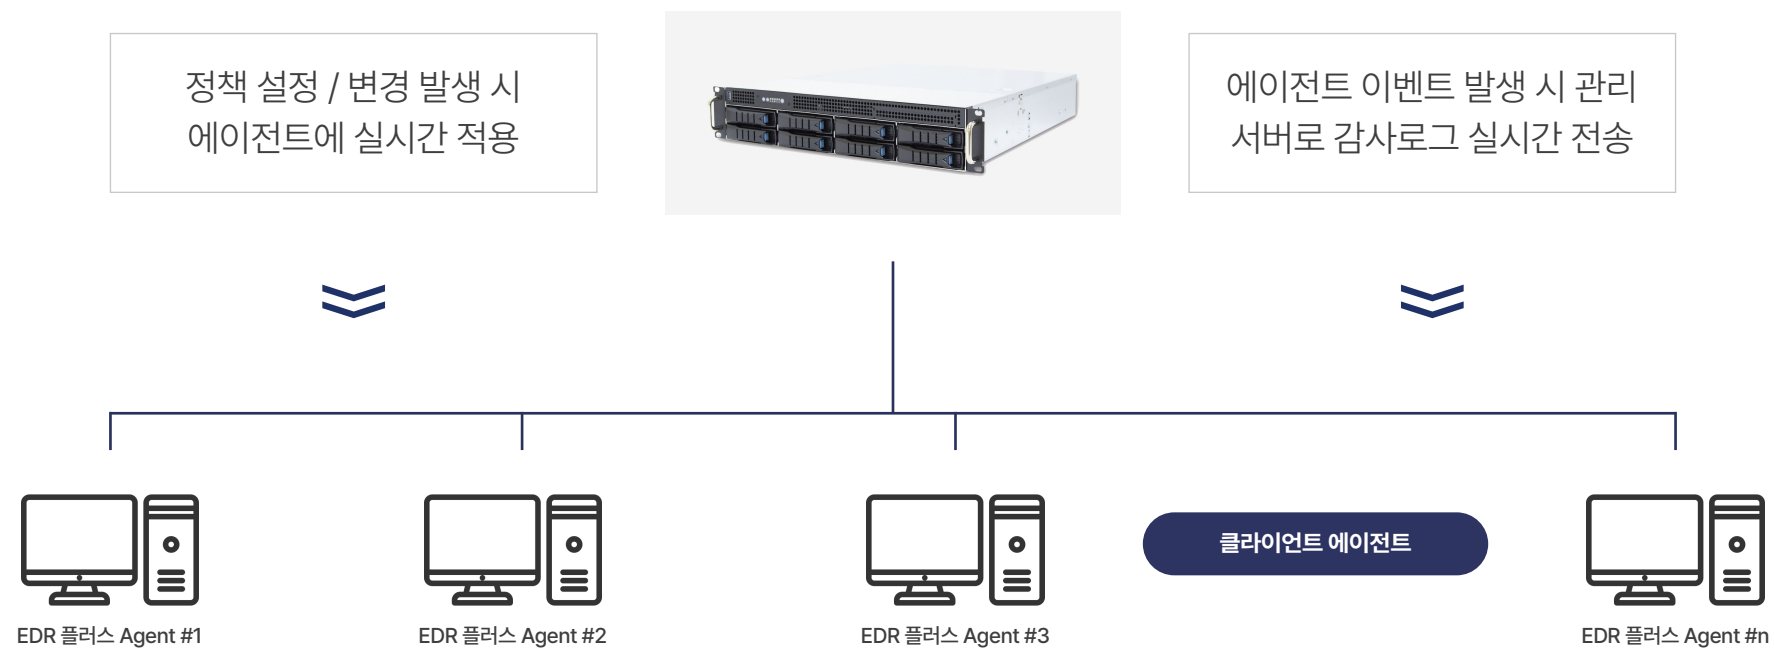 정책 설정 / 변경 발생 시
에이전트에 실시간 적용
에이전트 이벤트 발생 시 관리
서버로 감사로그 실시간 전송
클라이언트 에이전트
EDR 플러스 Agent #1
EDR 플러스 Agent #2
EDR 플러스 Agent #3
EDR 플러스 Agent #n